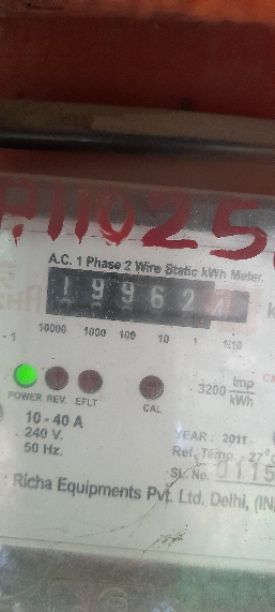 A.C. 1 Phase 2 Wire Static kWh Meter,
1 9 9 6 2
10000 1000 100 10 1 1/10
POWER REV. EFLT CAL
3200 Imp/kWh
10 - 40 A
240 V.
50 Hz.
YEAR : 2011
Ref. Temp. - 27°
SL. No. 0115
Richa Equipments Pvt. Ltd. Delhi, (IN